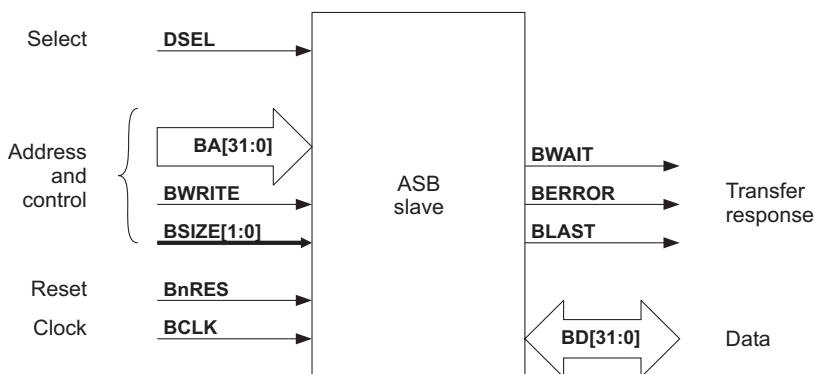 Select
DSEL
Address
and
control
BA[31:0]
BWRITE
BSIZE[1:0]
Reset
BnRES
Clock
BCLK
ASB
slave
BWAIT
BERROR
BLAST
Transfer
response
BD[31:0]
Data